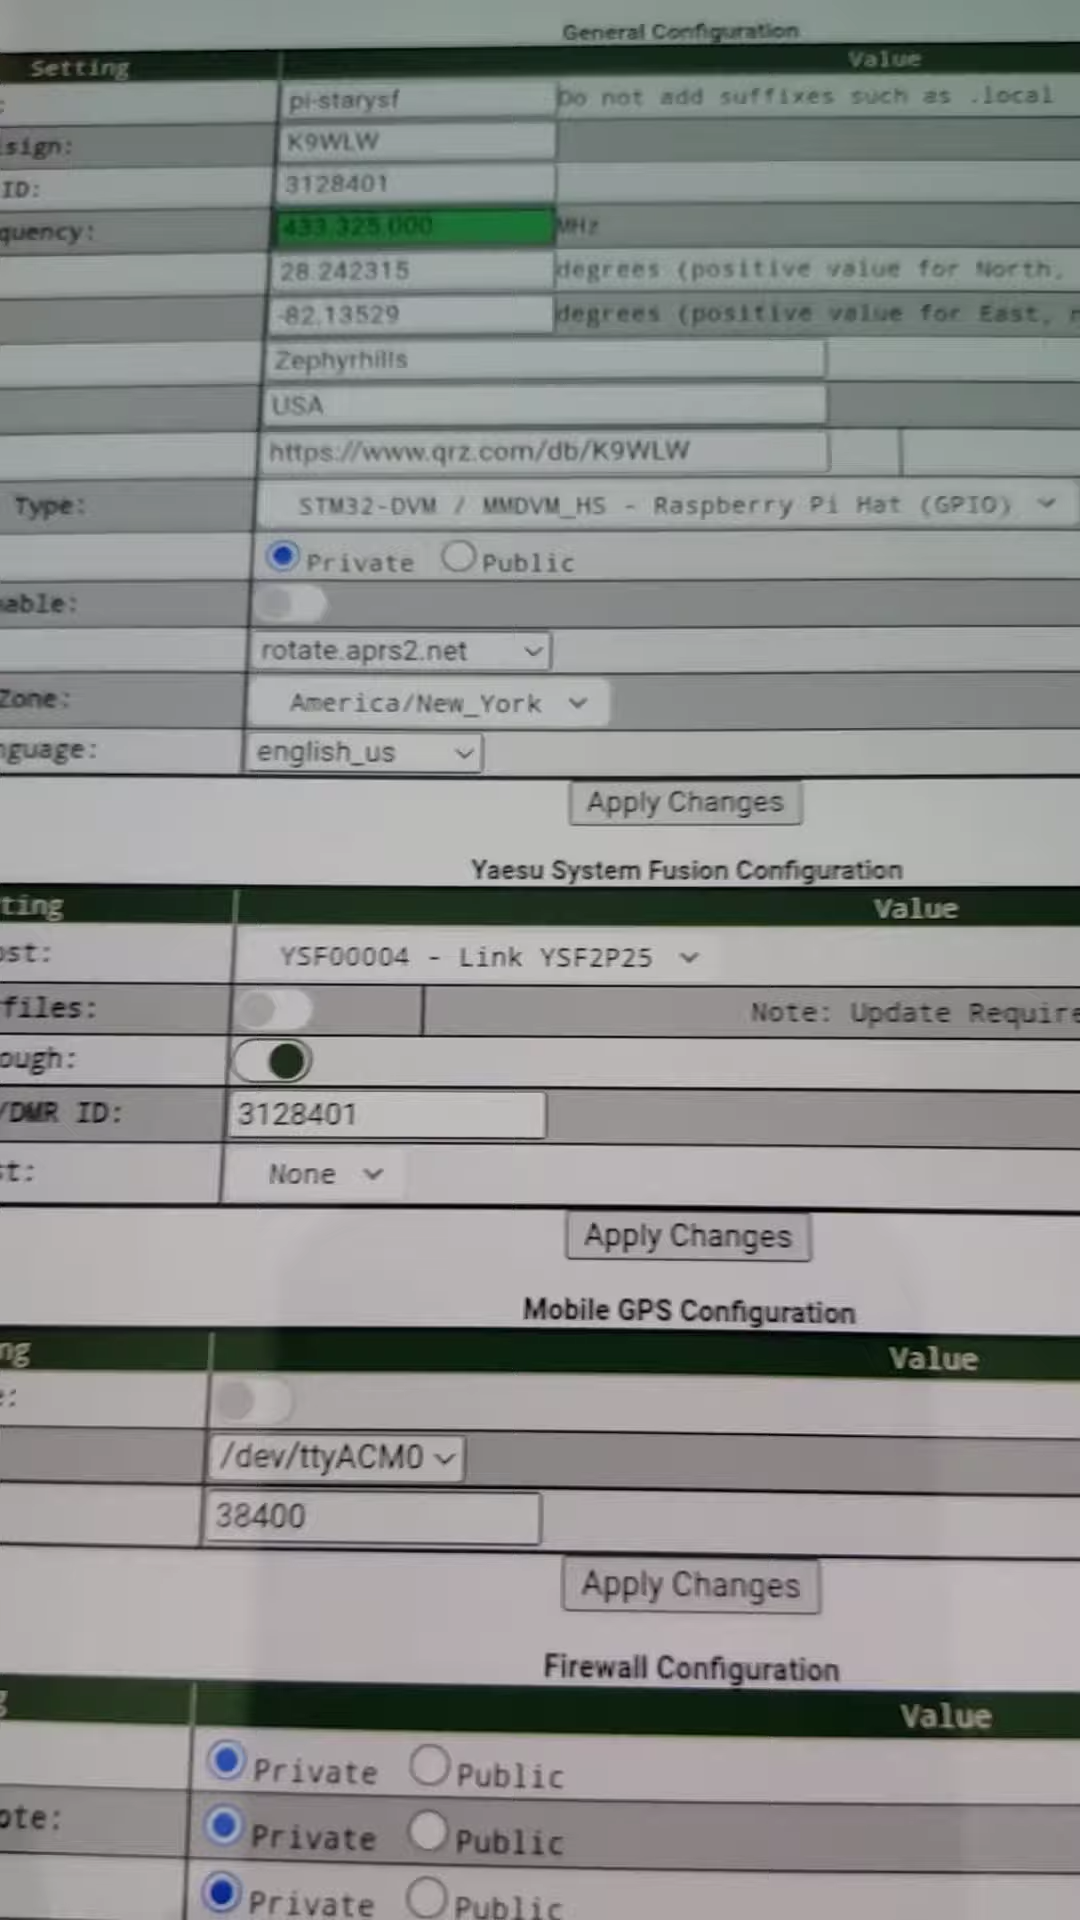 General Configuration
Setting Value
: pi-starysf Do not add suffixes such as .local
sign: K9WLW
ID: 3128401
quency: 433.325.000 MHz
28.242315 degrees (positive value for North,
-82.13529 degrees (positive value for East, n
Zephyrhills
USA
https://www.qrz.com/db/K9WLW
Type: STM32-DVM / MMDVM_HS - Raspberry Pi Hat (GPIO)
Private Public
able:
rotate.aprs2.net
Zone: America/New_York
nguage: english_us
Apply Changes
Yaesu System Fusion Configuration
ting Value
ost: YSF00004 - Link YSF2P25
files: Note: Update Require
ough:
/DMR ID: 3128401
t: None
Apply Changes
Mobile GPS Configuration
ng Value
:
/dev/ttyACM0
38400
Apply Changes
Firewall Configuration
g Value
Private Public
ote: Private Public
Private Public